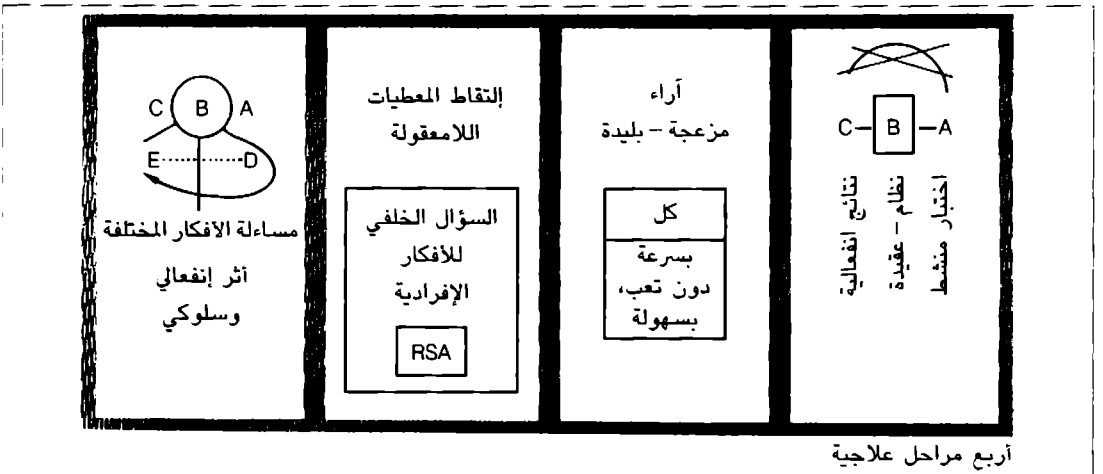 C – B – A
اختبار منشط
نظام – عقيدة
نتائج انفعالية
آراء
مزعجة – بليدة
كل
بسرعة
دون تعب،
بسهولة
إلتقاط المعطيات
اللامعقولة
السؤال الخلفي
للأفكار
الإفرادية
RSA
C B A
E D
مساءلة الأفكار المختلفة
أثر إنفعالي
وسلوكي
أربع مراحل علاجية